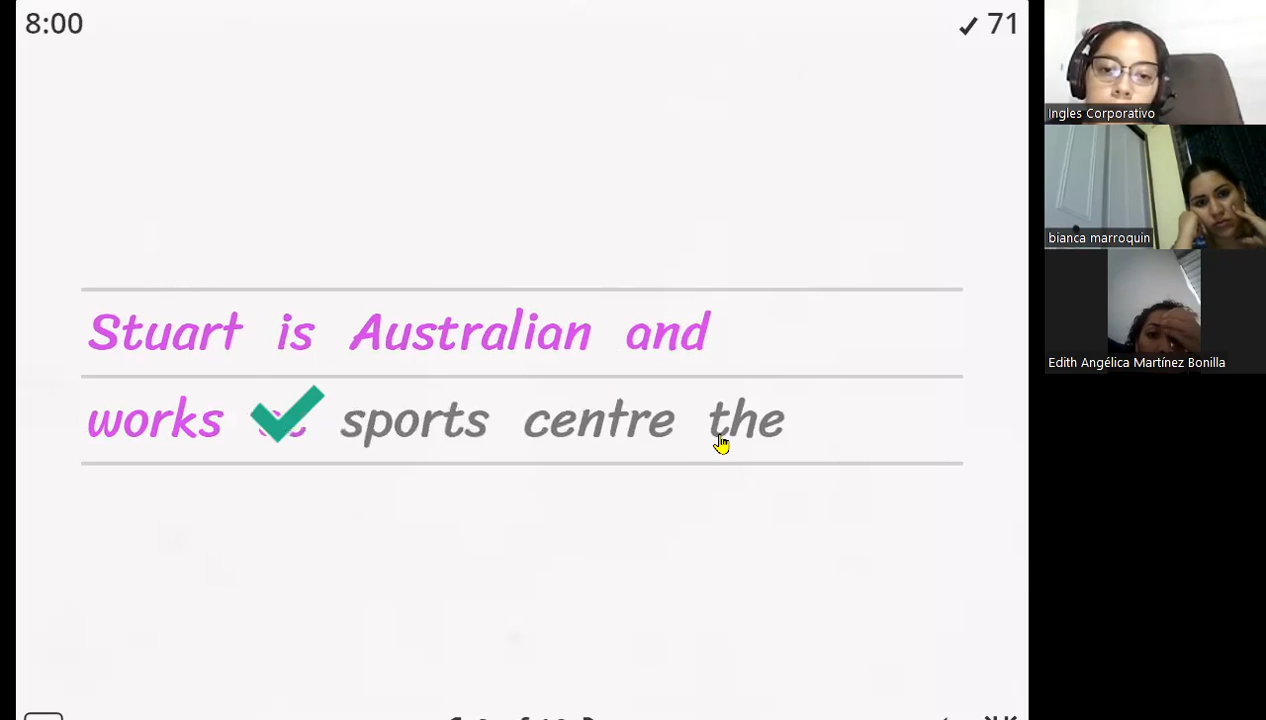 8:00
✓ 71
Stuart is Australian and
works sports centre the
Ingles Corporativo
bianca marroquin
Edith Angélica Martínez Bonilla